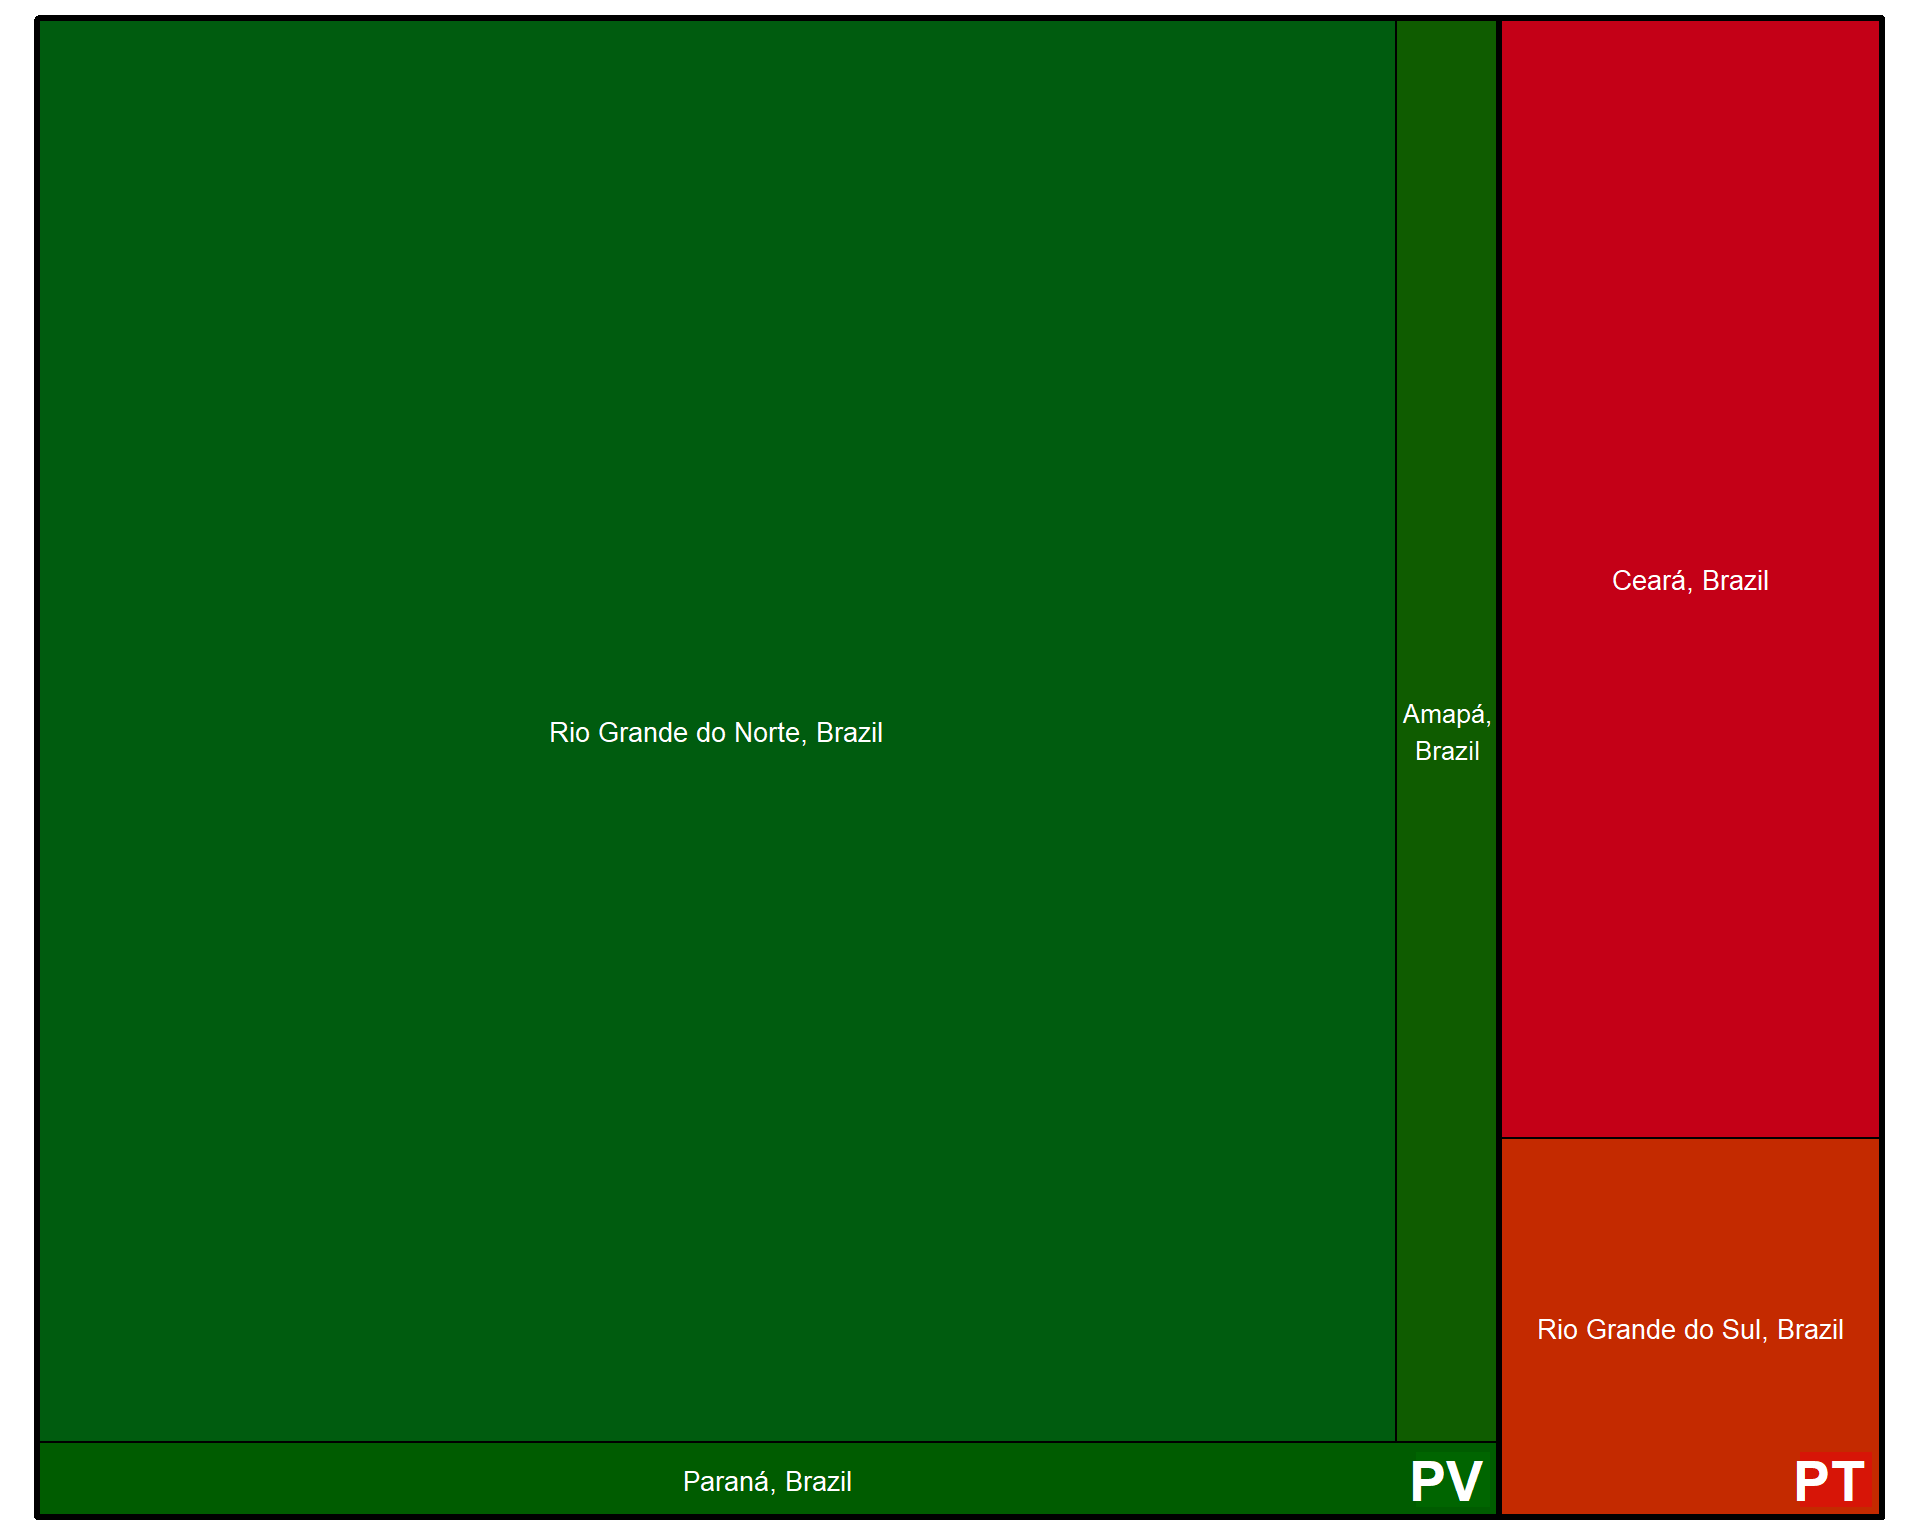 Rio Grande do Norte, Brazil
Amapá,
Brazil
Paraná, Brazil
PV
Ceará, Brazil
Rio Grande do Sul, Brazil
PT